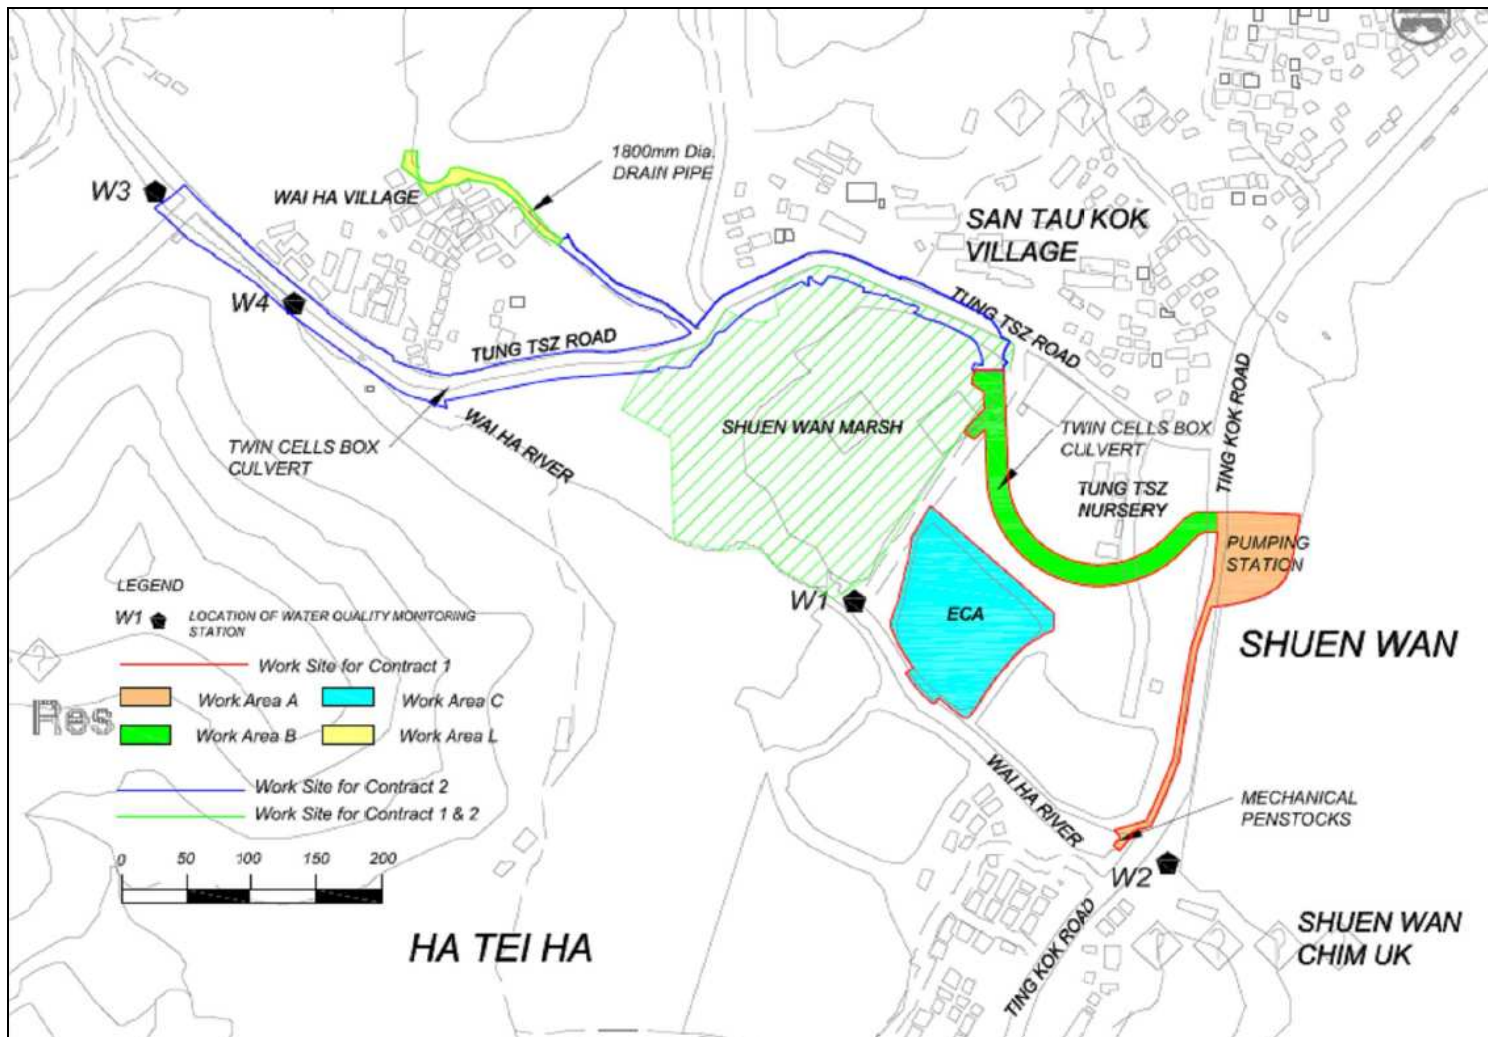 1800mm Dia.
DRAIN PIPE
W3
WAI HA VILLAGE
SAN TAU KOK
VILLAGE
W4
TUNG TSZ ROAD
TUNG TSZ ROAD
TING KOK ROAD
WAI HA RIVER
SHUEN WAN MARSH
TWIN CELLS BOX
CULVERT
TWIN CELLS BOX
CULVERT
TUNG TSZ
NURSERY
PUMPING
STATION
W1
ECA
SHUEN WAN
LEGEND
W1 LOCATION OF WATER QUALITY MONITORING
STATION
Work Site for Contract 1
Work Area A
Work Area C
Res
Work Area B
Work Area L
Work Site for Contract 2
Work Site for Contract 1 & 2
0 50 100 150 200
WAI HA RIVER
MECHANICAL
PENSTOCKS
W2
TING KOK ROAD
HA TEI HA
SHUEN WAN
CHIM UK
? ? ?
?
? ? ?